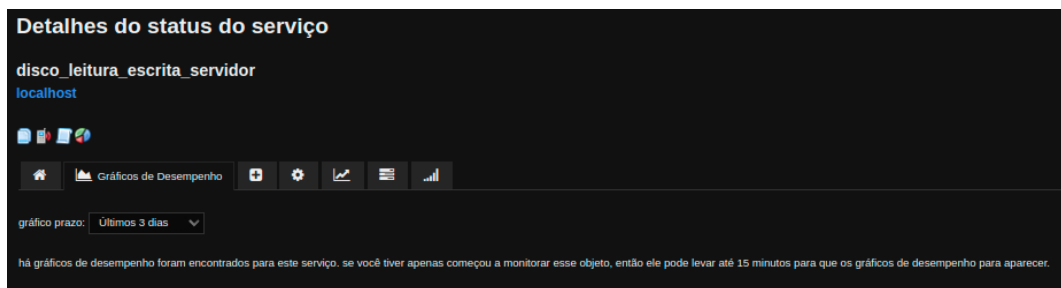 Detalhes do status do serviço
disco_leitura_escrita_servidor
localhost
Gráficos de Desempenho
gráfico prazo: Últimos 3 dias
há gráficos de desempenho foram encontrados para este serviço. se você tiver apenas começou a monitorar esse objeto, então ele pode levar até 15 minutos para que os gráficos de desempenho para aparecer.